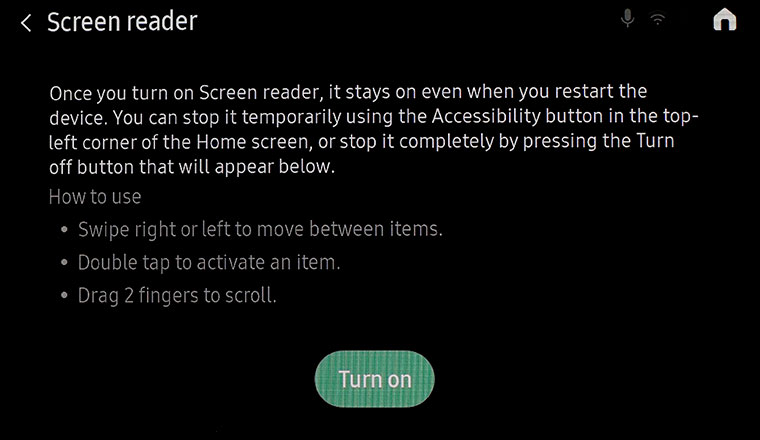 Screen reader
Once you turn on Screen reader, it stays on even when you restart the
device. You can stop it temporarily using the Accessibility button in the top-
left corner of the Home screen, or stop it completely by pressing the Turn
off button that will appear below.
How to use
• Swipe right or left to move between items.
• Double tap to activate an item.
• Drag 2 fingers to scroll.
Turn on